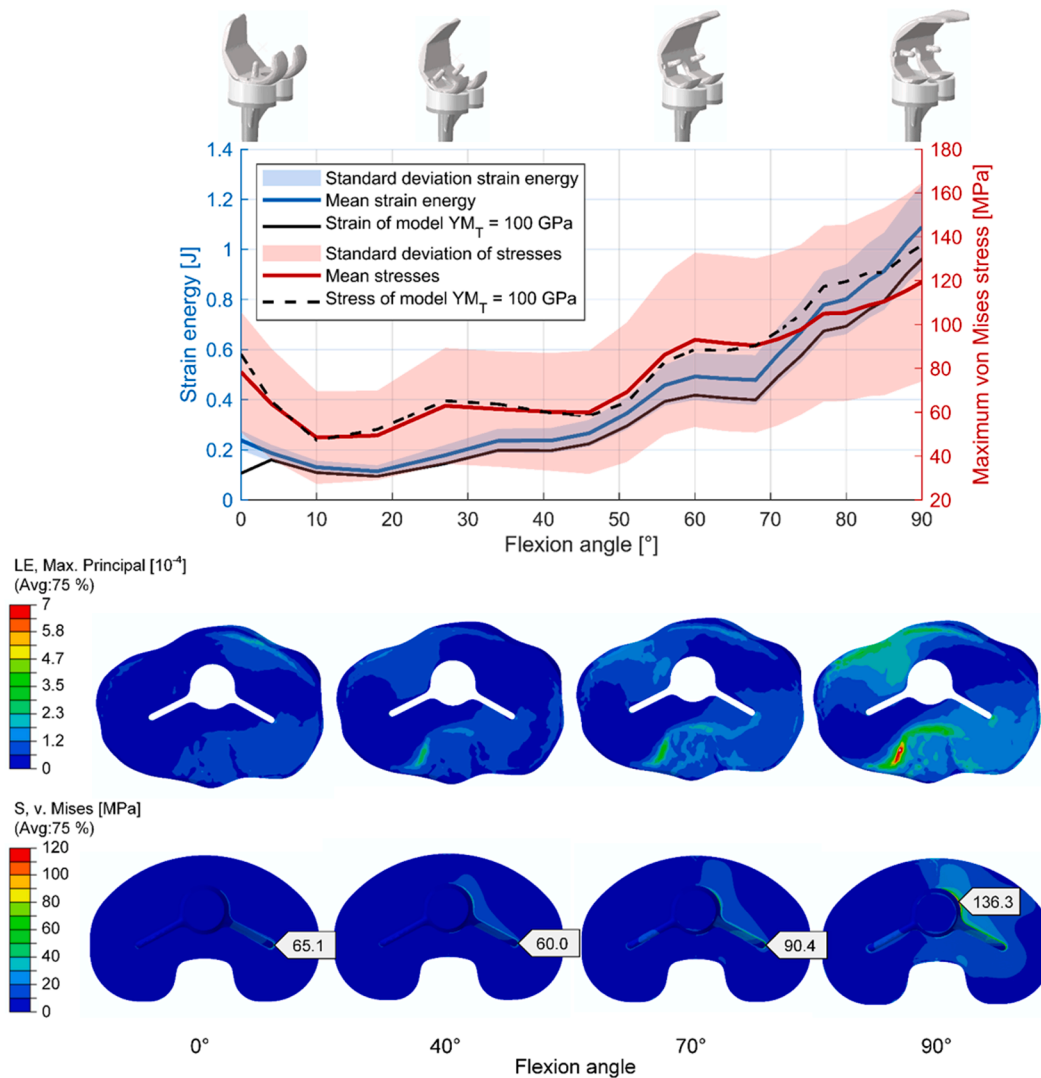 1.4
1.2
1
0.8
0.6
0.4
0.2
0
Strain energy [J]
Standard deviation strain energy
Mean strain energy
Strain of model YM_T = 100 GPa
Standard deviation of stresses
Mean stresses
Stress of model YM_T = 100 GPa
180
160
140
120
100
80
60
40
20
Maximum von Mises stress [MPa]
0 10 20 30 40 50 60 70 80 90
Flexion angle [°]
LE, Max. Principal [10⁻⁴]
(Avg:75 %)
7
5.8
4.7
3.5
2.3
1.2
0
S, v. Mises [MPa]
(Avg:75 %)
120
100
80
60
40
20
0
65.1
60.0
90.4
136.3
0° 40° 70° 90°
Flexion angle